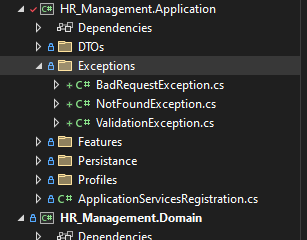 HR_Management.Application
Dependencies
DTOs
Exceptions
C# BadRequestException.cs
C# NotFoundException.cs
C# ValidationException.cs
Features
Persistance
Profiles
C# ApplicationServicesRegistration.cs
HR_Management.Domain
Dependencies